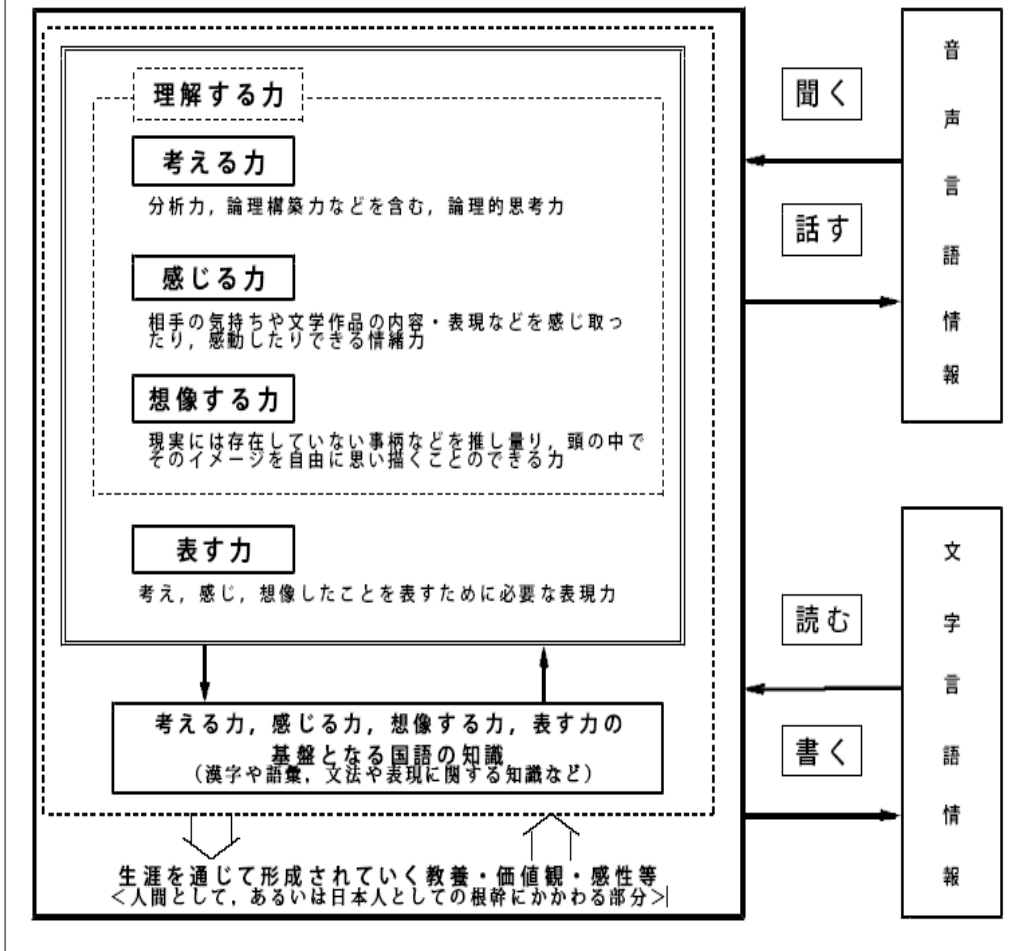 理解する力
考える力
分析力，論理構築力などを含む，論理的思考力
感じる力
相手の気持ちや文学作品の内容・表現などを感じ取っ
たり，感動したりできる情緒力
想像する力
現実には存在していない事柄などを推し量り，頭の中で
そのイメージを自由に思い描くことのできる力
表す力
考え，感じ，想像したことを表すために必要な表現力
考える力，感じる力，想像する力，表す力の
基盤となる国語の知識
（漢字や語彙，文法や表現に関する知識など）
生涯を通じて形成されていく教養・価値観・感性等
＜人間として，あるいは日本人としての根幹にかかわる部分＞
聞く
話す
音声言語情報
読む
書く
文字言語情報